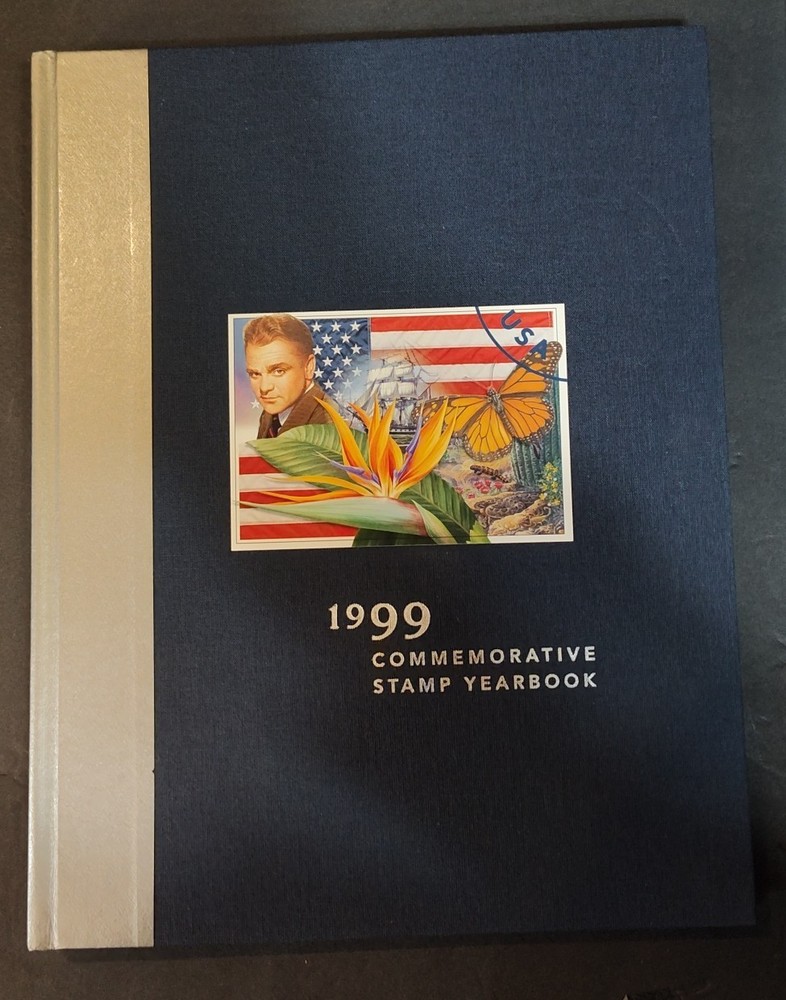 USA
1999
COMMEMORATIVE
STAMP YEARBOOK